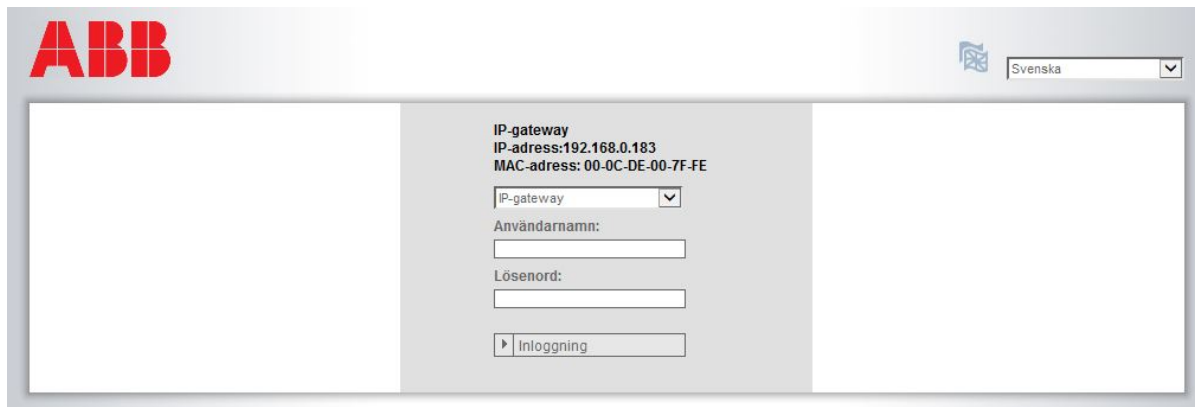 ABB
Svenska
IP-gateway
IP-adress:192.168.0.183
MAC-adress: 00-0C-DE-00-7F-FE
IP-gateway
Användarnamn:
Lösenord:
Inloggning